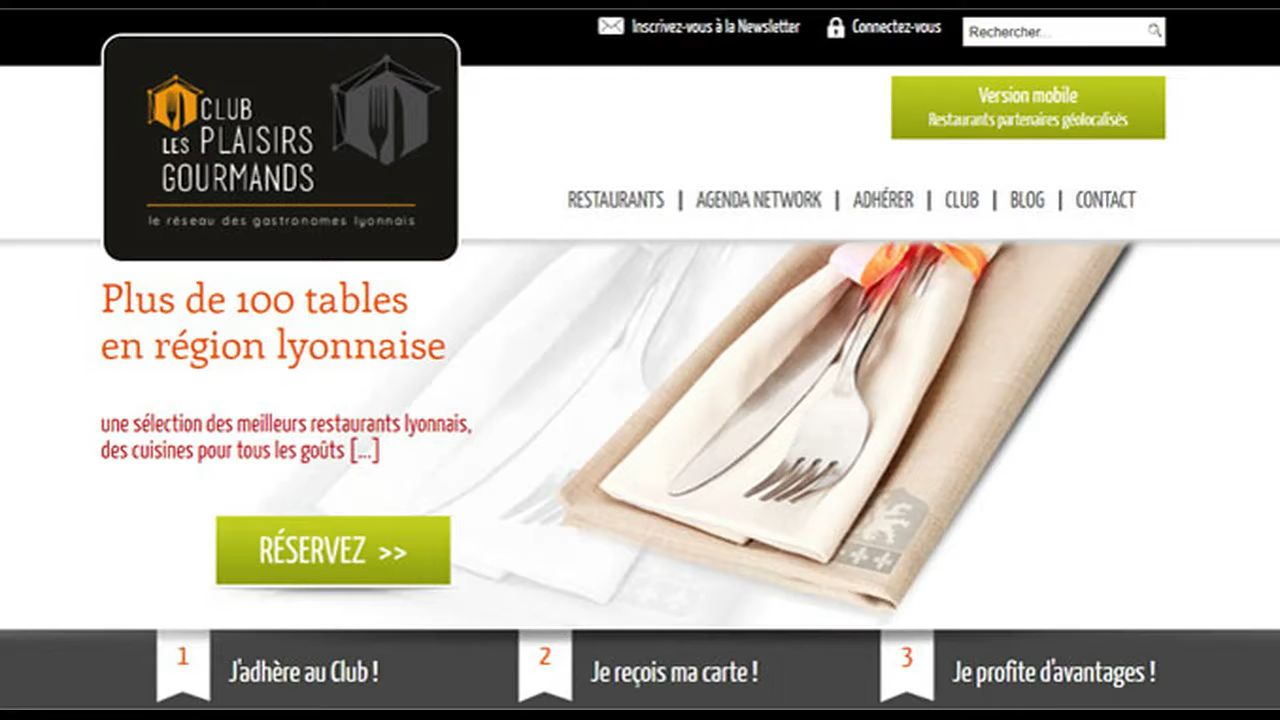 Inscrivez-vous à la Newsletter
Connectez-vous
Rechercher...
CLUB
LES PLAISIRS
GOURMANDS
le réseau des gastronomes lyonnais
Version mobile
Restaurants partenaires géolocalisés
RESTAURANTS | AGENDA NETWORK | ADHÉRER | CLUB | BLOG | CONTACT
Plus de 100 tables
en région lyonnaise
une sélection des meilleurs restaurants lyonnais,
des cuisines pour tous les goûts [...]
RÉSERVEZ >>
1 J'adhère au Club !
2 Je reçois ma carte !
3 Je profite d'avantages !